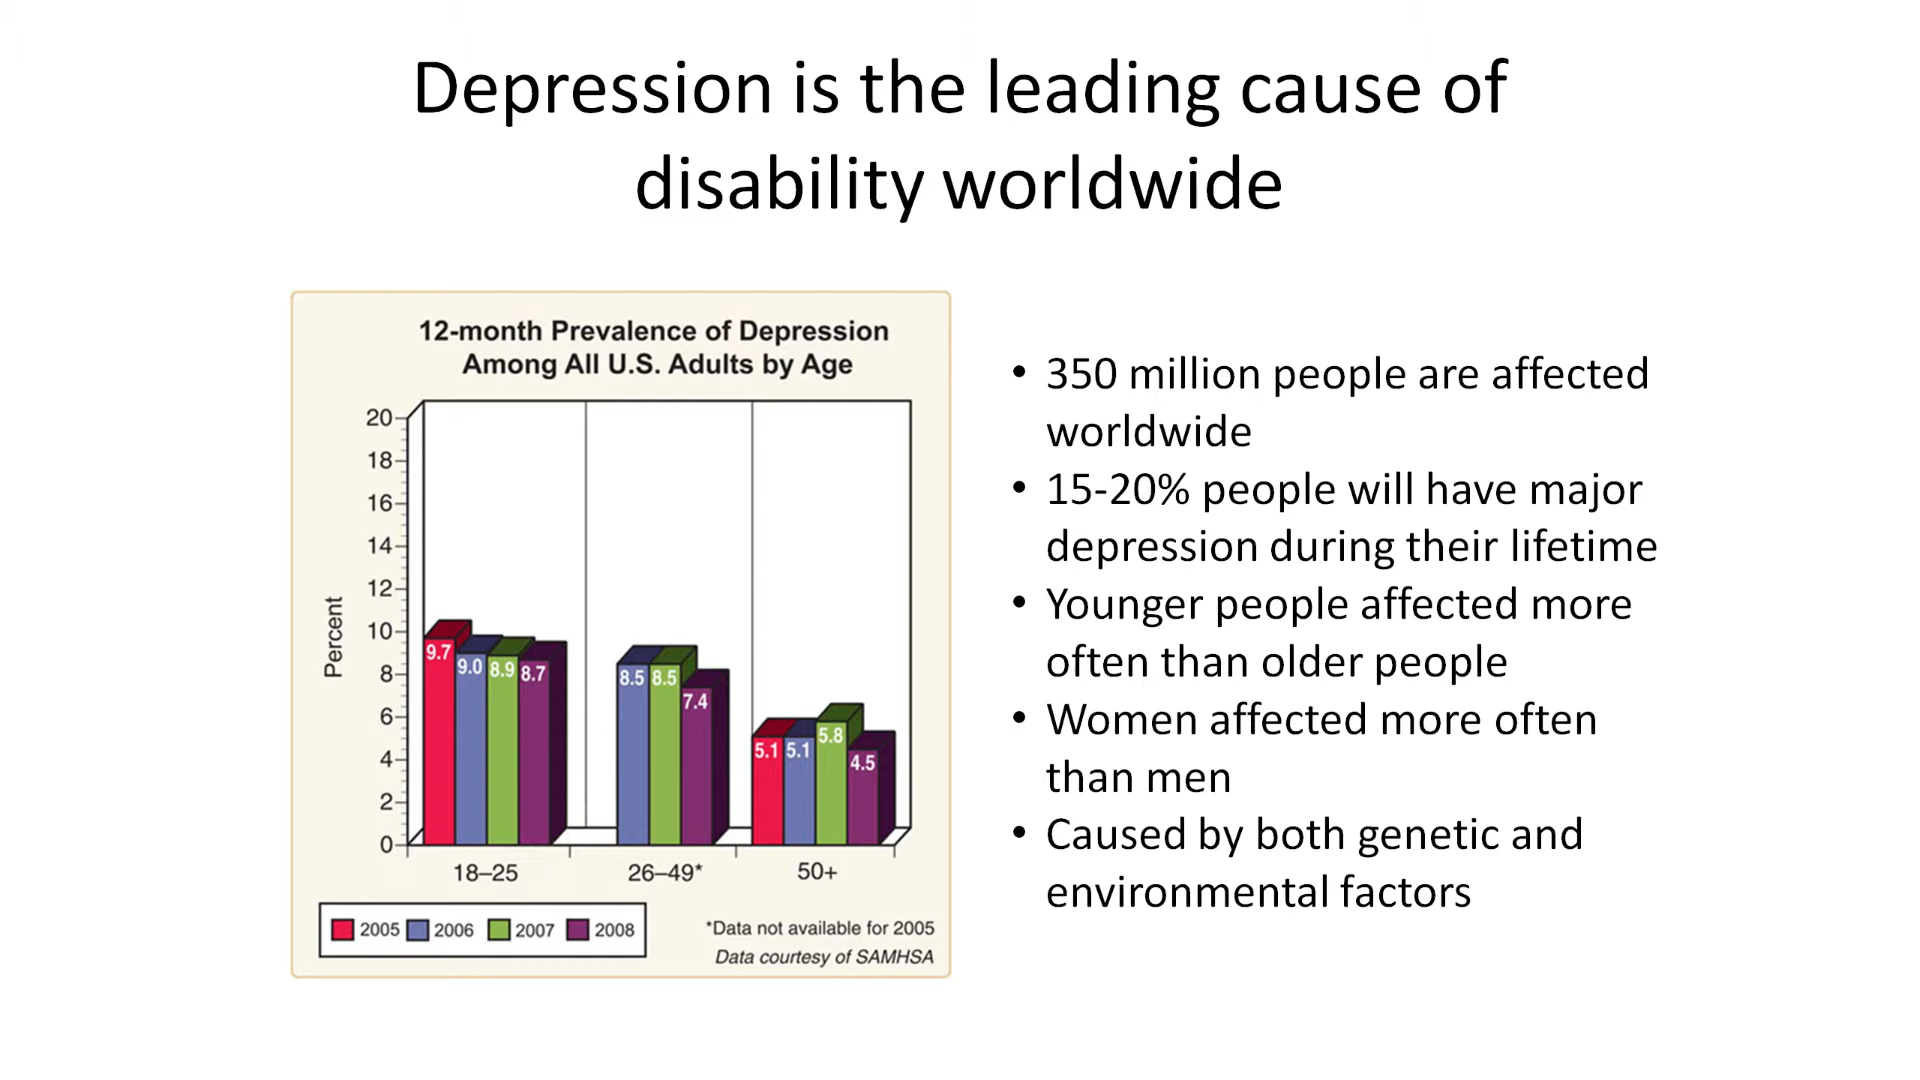 Depression is the leading cause of
disability worldwide
12-month Prevalence of Depression
Among All U.S. Adults by Age
Percent
20
18
16
14
12
10
8
6
4
2
0
9.7
9.0
8.9
8.7
8.5
8.5
7.4
5.1
5.1
5.8
4.5
18–25
26–49*
50+
2005
2006
2007
2008
*Data not available for 2005
Data courtesy of SAMHSA
• 350 million people are affected
worldwide
• 15-20% people will have major
depression during their lifetime
• Younger people affected more
often than older people
• Women affected more often
than men
• Caused by both genetic and
environmental factors